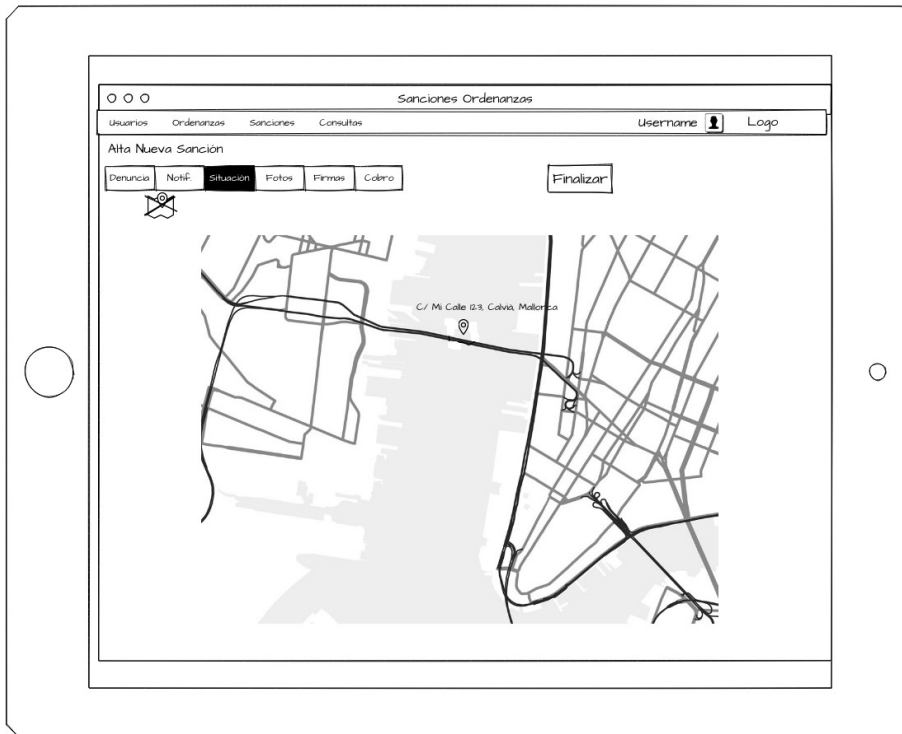 Sanciones Ordenanzas
Usuarios Ordenanzas Sanciones Consultas Username Logo
Alta Nueva Sanción
Denuncia Notif. Situación Fotos Firmas Cobro Finalizar
C/ Mi Calle 123, Calvià, Mallorca